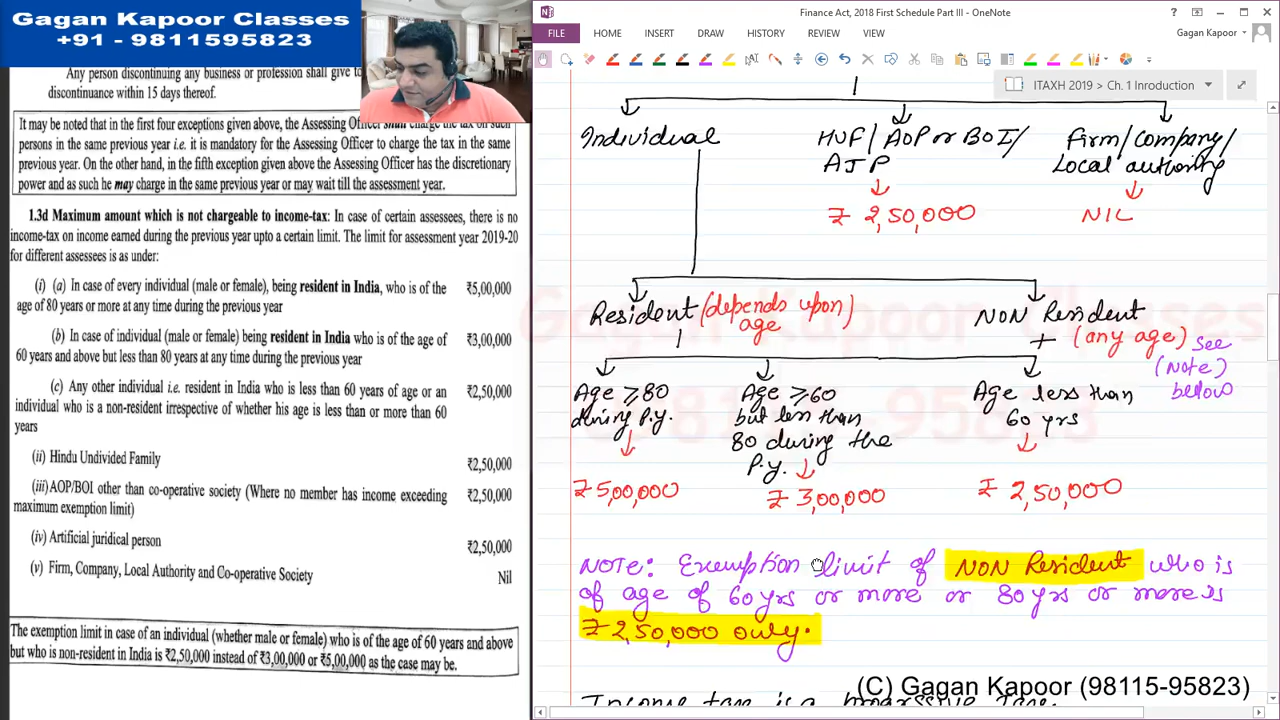 Gagan Kapoor Classes
+91 - 9811595823
Any person discontinuing any business or profession shall give
discontinuance within 15 days thereof.
It may be noted that in the first four exceptions given above, the Assessing Officer shall charge the tax on such
persons in the same previous year i.e. it is mandatory for the Assessing Officer to charge the tax in the same
previous year. On the other hand, in the fifth exception given above the Assessing Officer has the discretionary
power and as such he may charge in the same previous year or may wait till the assessment year.
1.3d Maximum amount which is not chargeable to income-tax: In case of certain assessees, there is no
income-tax on income earned during the previous year upto a certain limit. The limit for assessment year 2019-20
for different assessees is as under:
(i) (a) In case of every individual (male or female), being resident in India, who is of the ₹5,00,000
age of 80 years or more at any time during the previous year
(b) In case of individual (male or female) being resident in India who is of the age of ₹3,00,000
60 years and above but less than 80 years at any time during the previous year
(c) Any other individual i.e. resident in India who is less than 60 years of age or an ₹2,50,000
individual who is a non-resident irrespective of whether his age is less than or more than 60
years
(ii) Hindu Undivided Family ₹2,50,000
(iii) AOP/BOI other than co-operative society (Where no member has income exceeding ₹2,50,000
maximum exemption limit)
(iv) Artificial juridical person ₹2,50,000
(v) Firm, Company, Local Authority and Co-operative Society Nil
The exemption limit in case of an individual (whether male or female) who is of the age of 60 years and above
but who is non-resident in India is ₹2,50,000 instead of ₹3,00,000 or ₹5,00,000 as the case may be.
Finance Act, 2018 First Schedule Part III - OneNote
FILE HOME INSERT DRAW HISTORY REVIEW VIEW
Gagan Kapoor
ITAXH 2019 > Ch. 1 Inroduction
Individual
HUF/ AOP or BOI/
AJP
₹ 2,50,000
Firm/Company/
Local authority
NIL
Resident (depends upon
age)
NON Resident
+ (any age)
See
(Note)
below
Age ≥80
during P.y.
₹5,00,000
Age ≥60
but less than
80 during the
P.y.
₹ 3,00,000
Age less than
60 yrs
₹ 2,50,000
NOTE: Exemption limit of NON Resident who is
of age of 60 yrs or more or 80 yrs or more is
₹2,50,000 only.
Income tax is a progressive Tax.
(C) Gagan Kapoor (98115-95823)